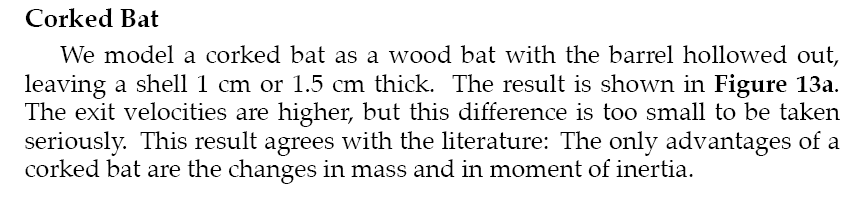 Corked Bat
We model a corked bat as a wood bat with the barrel hollowed out,
leaving a shell 1 cm or 1.5 cm thick. The result is shown in Figure 13a.
The exit velocities are higher, but this difference is too small to be taken
seriously. This result agrees with the literature: The only advantages of a
corked bat are the changes in mass and in moment of inertia.